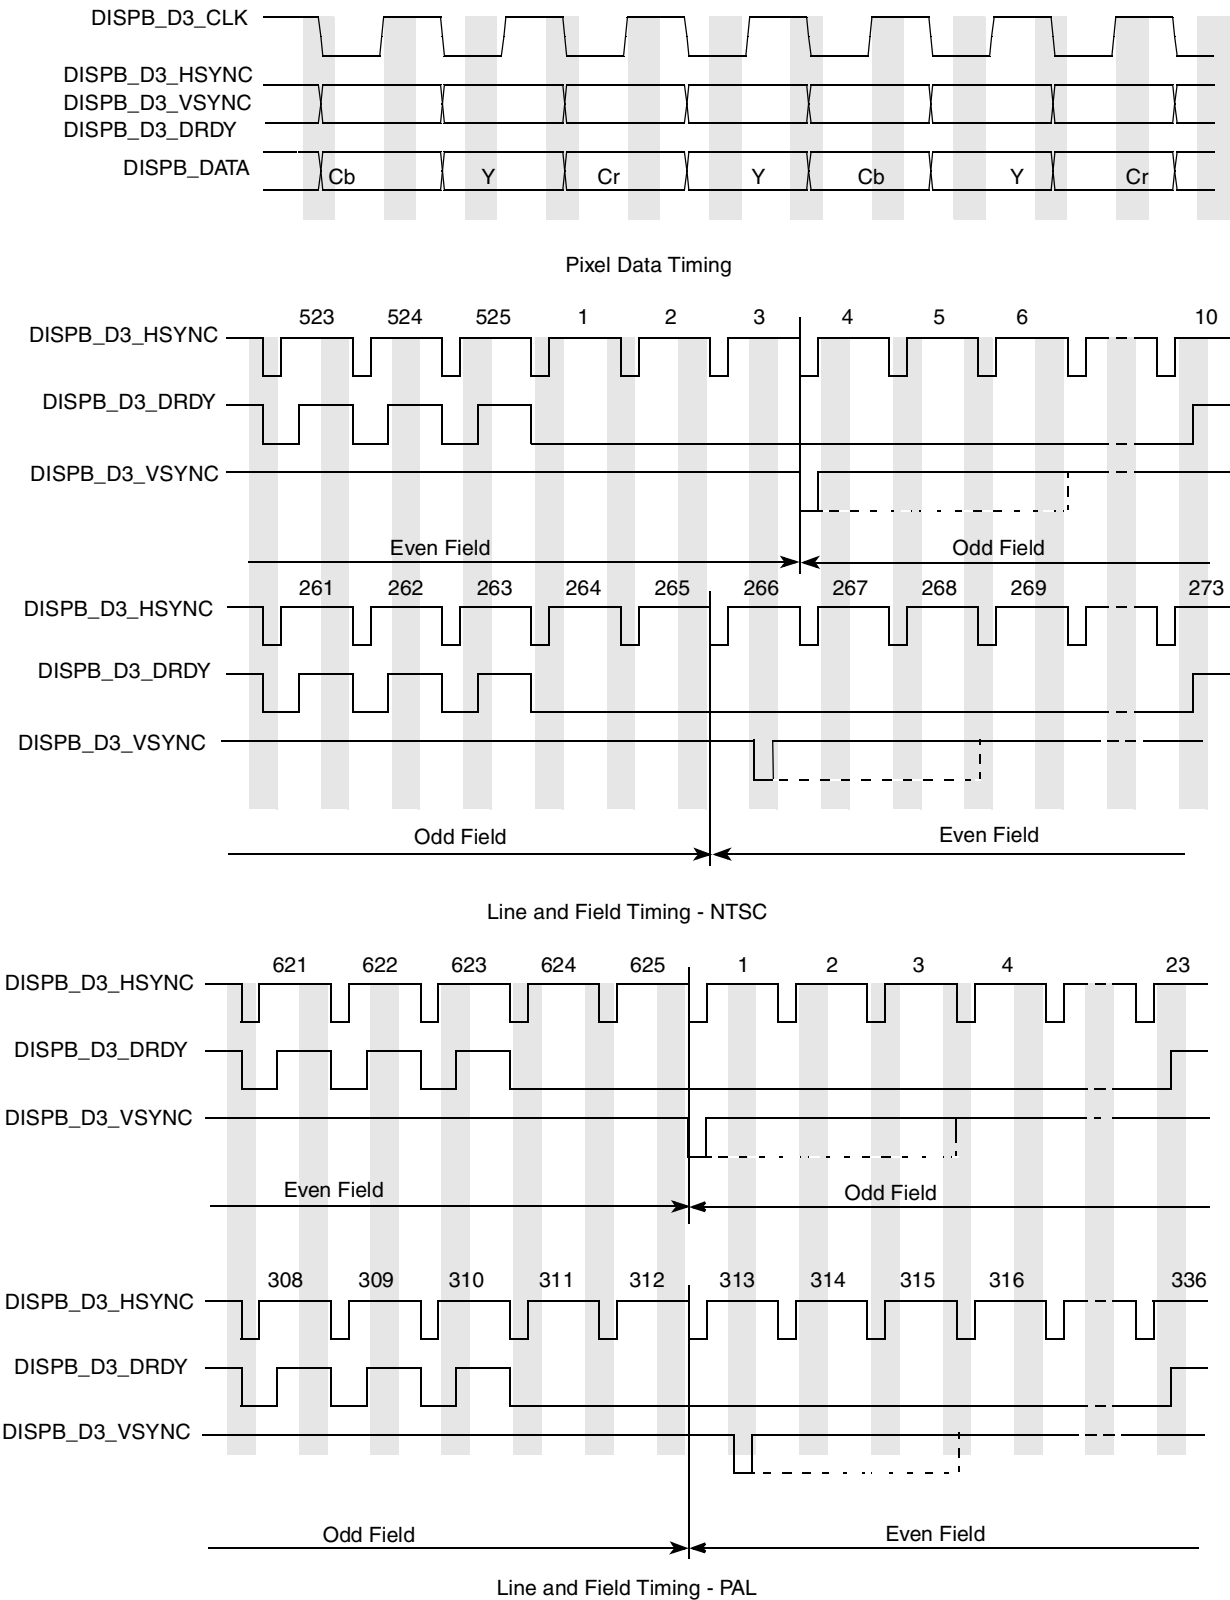 DISPB_D3_CLK
DISPB_D3_HSYNC
DISPB_D3_VSYNC
DISPB_D3_DRDY
DISPB_DATA Cb Y Cr Y Cb Y Cr
Pixel Data Timing
523 524 525 1 2 3 4 5 6 10
DISPB_D3_HSYNC
DISPB_D3_DRDY
DISPB_D3_VSYNC
Even Field Odd Field
261 262 263 264 265 266 267 268 269 273
DISPB_D3_HSYNC
DISPB_D3_DRDY
DISPB_D3_VSYNC
Odd Field Even Field
Line and Field Timing - NTSC
621 622 623 624 625 1 2 3 4 23
DISPB_D3_HSYNC
DISPB_D3_DRDY
DISPB_D3_VSYNC
Even Field Odd Field
308 309 310 311 312 313 314 315 316 336
DISPB_D3_HSYNC
DISPB_D3_DRDY
DISPB_D3_VSYNC
Odd Field Even Field
Line and Field Timing - PAL